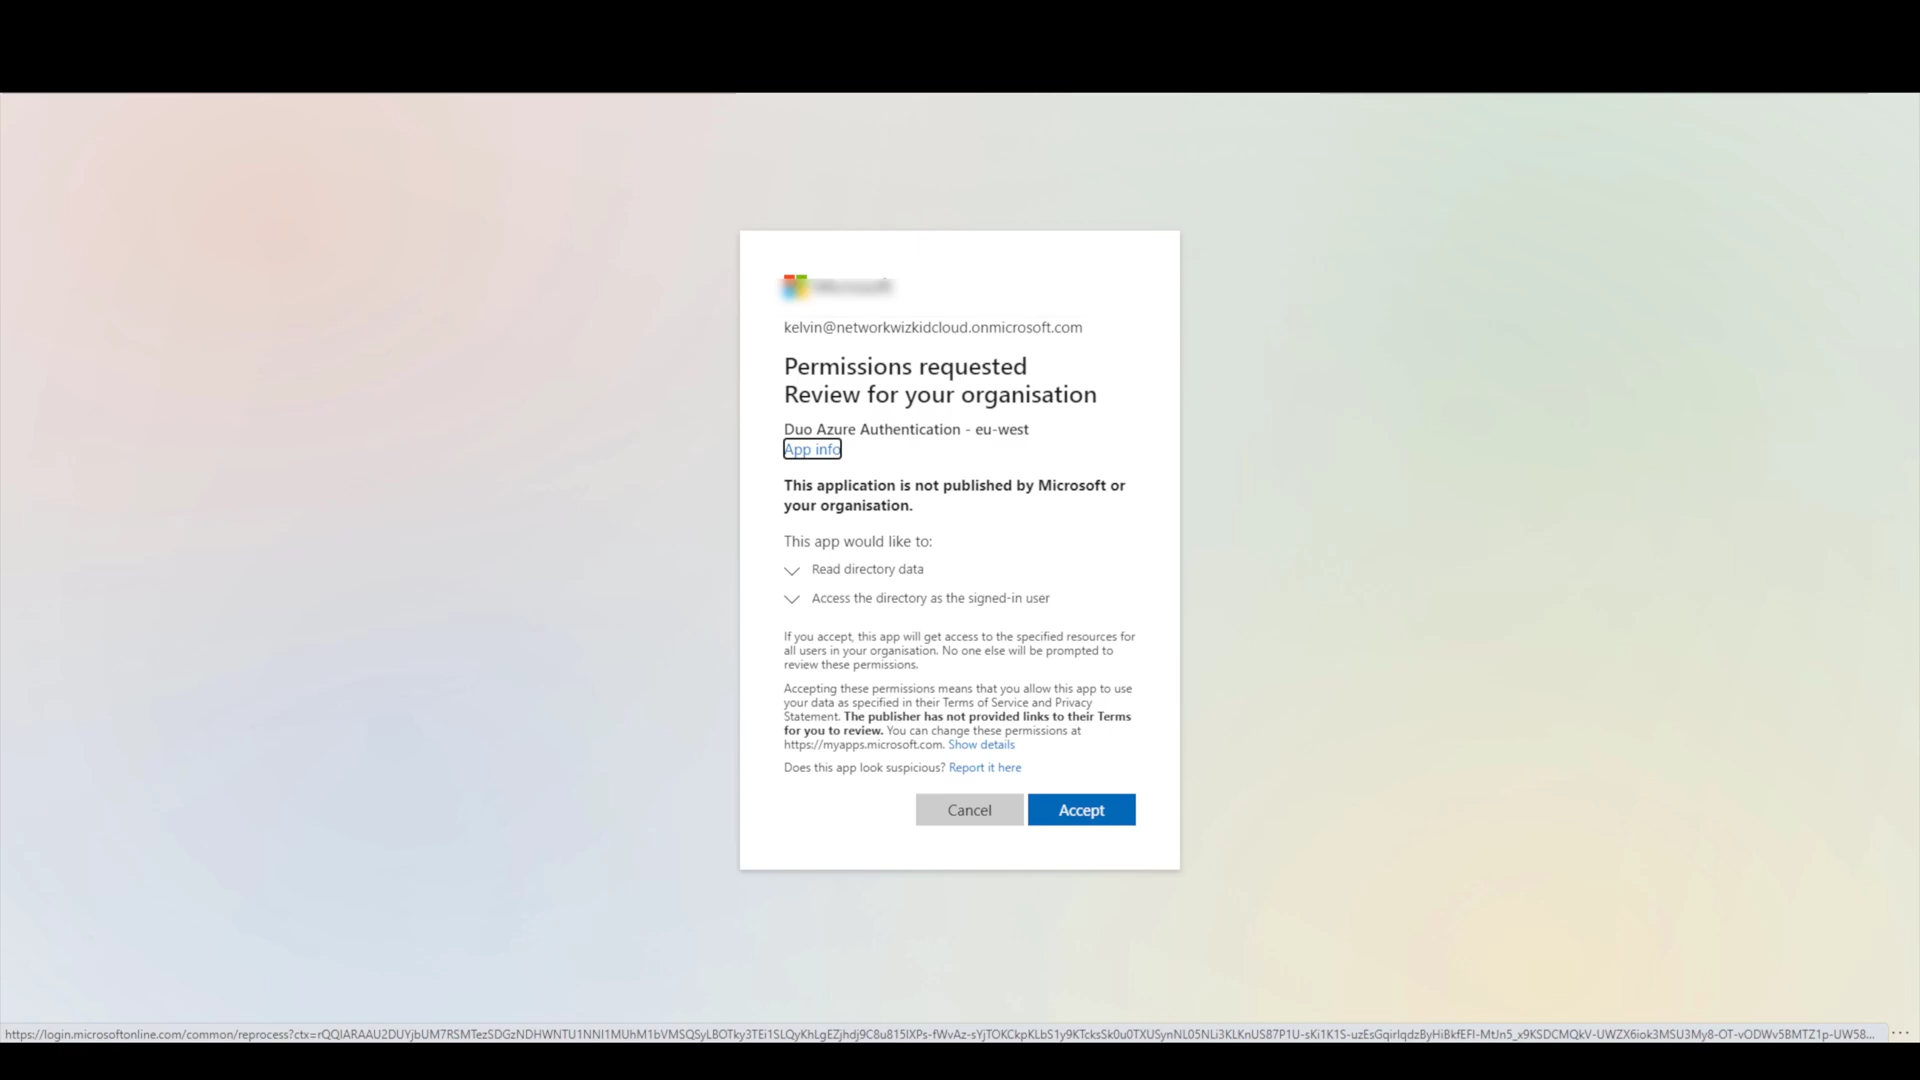 kelvin@networkwizkidcloud.onmicrosoft.com
Permissions requested
Review for your organisation
Duo Azure Authentication - eu-west
App info
This application is not published by Microsoft or
your organisation.
This app would like to:
Read directory data
Access the directory as the signed-in user
If you accept, this app will get access to the specified resources for
all users in your organisation. No one else will be prompted to
review these permissions.
Accepting these permissions means that you allow this app to use
your data as specified in their Terms of Service and Privacy
Statement. The publisher has not provided links to their Terms
for you to review. You can change these permissions at
https://myapps.microsoft.com. Show details
Does this app look suspicious? Report it here
Cancel Accept